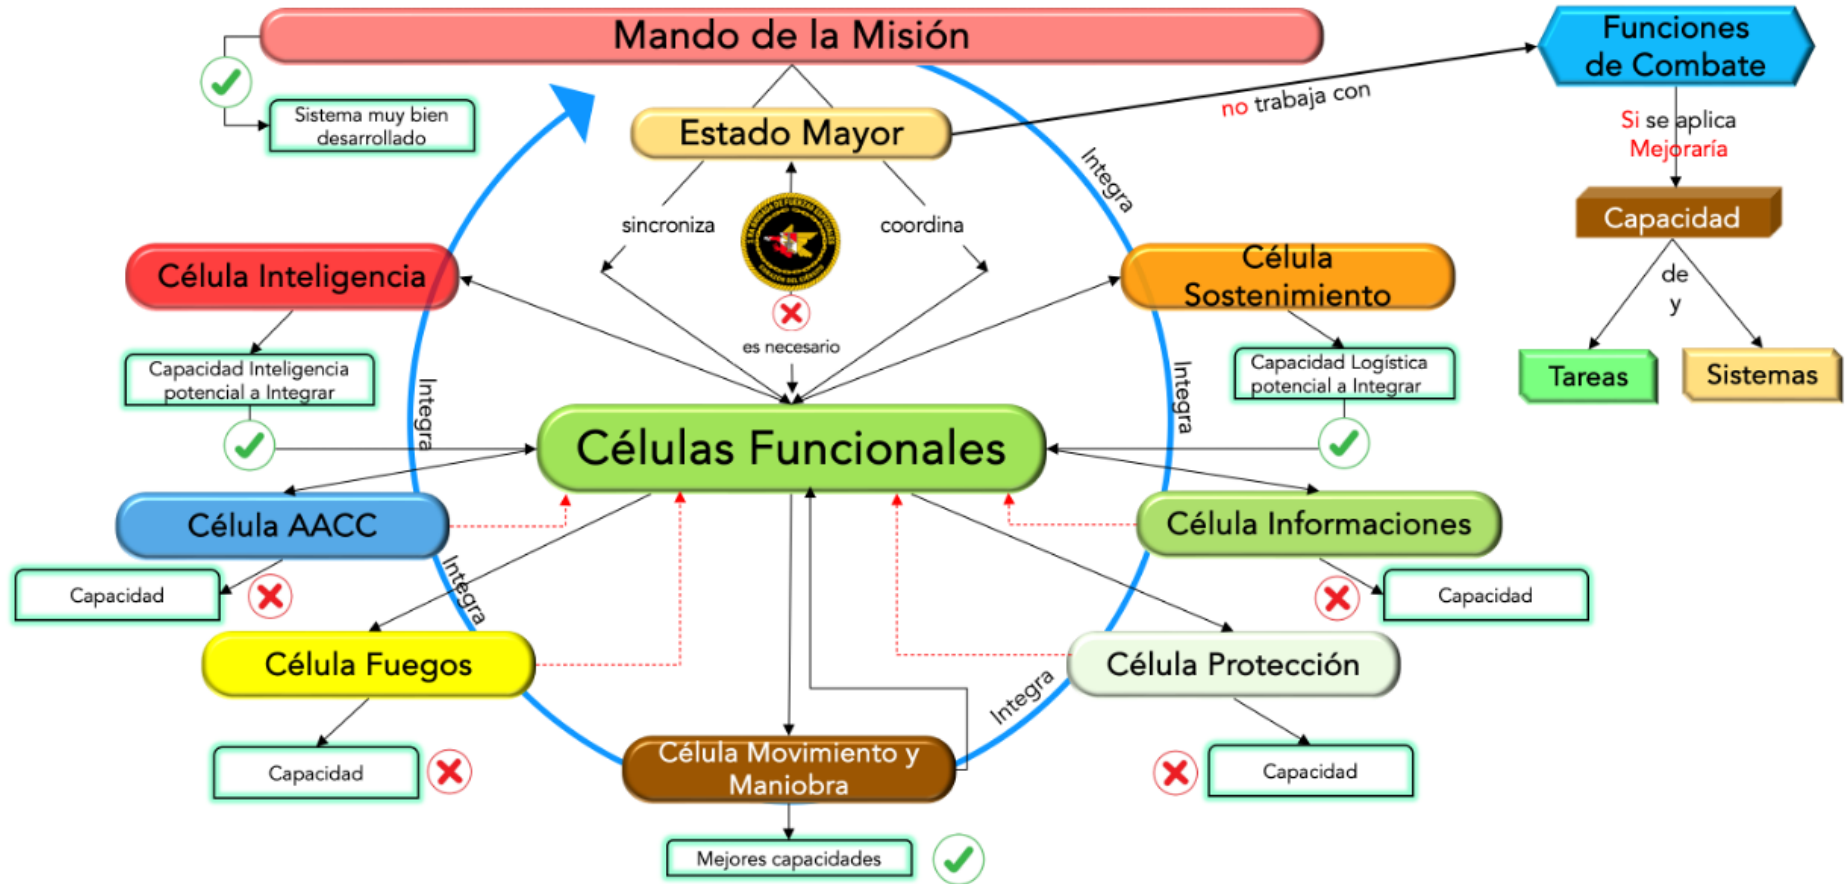 Mando de la Misión
Funciones
de Combate
Sistema muy bien
desarrollado
no trabaja con
Estado Mayor
Si se aplica
Mejoraría
Integra
sincroniza
coordina
Capacidad
Célula Inteligencia
Célula
Sostenimiento
de
y
es necesario
Capacidad Inteligencia
potencial a Integrar
Capacidad Logística
potencial a Integrar
Tareas
Sistemas
Integra
Integra
Células Funcionales
Célula AACC
Célula Informaciones
Integra
Capacidad
Capacidad
Célula Fuegos
Célula Protección
Integra
Capacidad
Célula Movimiento y
Maniobra
Capacidad
Mejores capacidades